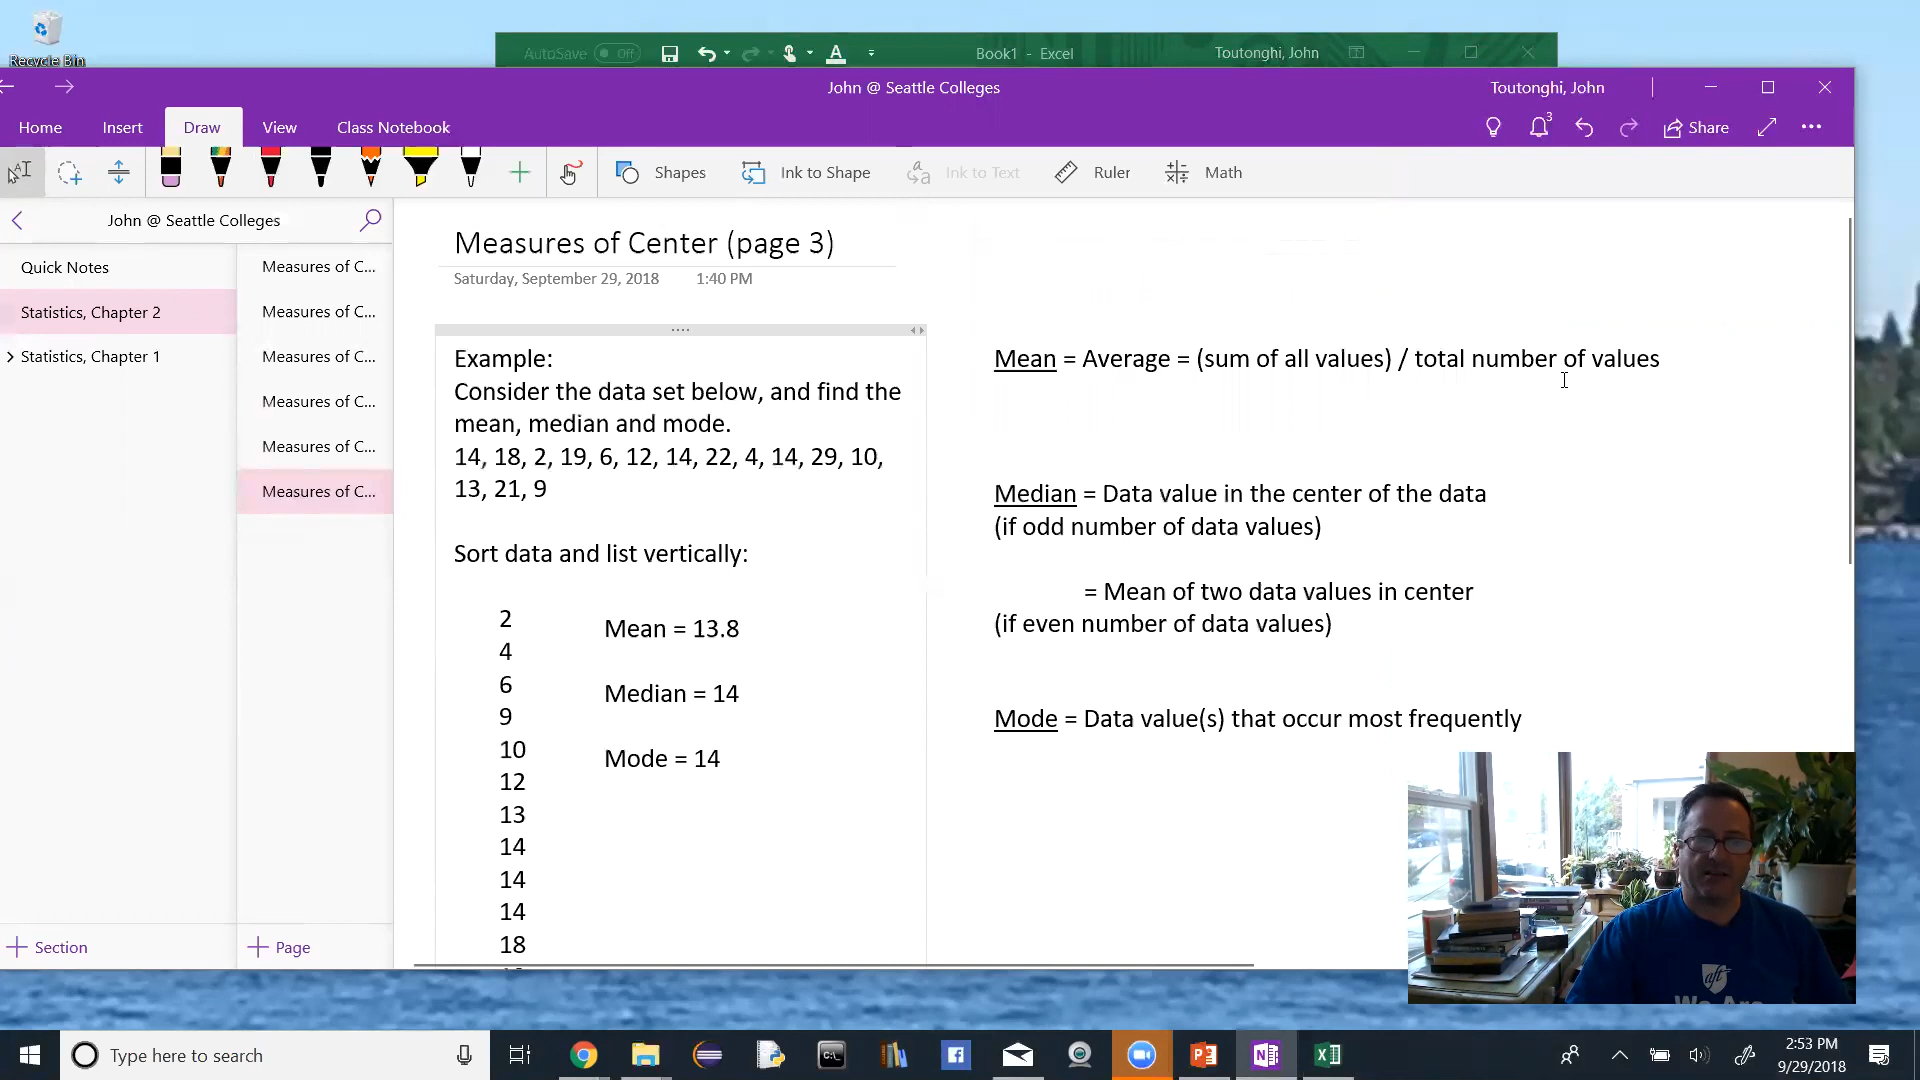 Recycle Bin
AutoSave Off
A
Book1 - Excel
Toutonghi, John
John @ Seattle Colleges
Toutonghi, John
Home
Insert
Draw
View
Class Notebook
3
Share
Shapes
Ink to Shape
Ink to Text
Ruler
Math
John @ Seattle Colleges
Quick Notes
Statistics, Chapter 2
Statistics, Chapter 1
Measures of C...
Measures of C...
Measures of C...
Measures of C...
Measures of C...
Measures of C...
Section
Page
Measures of Center (page 3)
Saturday, September 29, 2018 1:40 PM
Example:
Consider the data set below, and find the
mean, median and mode.
14, 18, 2, 19, 6, 12, 14, 22, 4, 14, 29, 10,
13, 21, 9
Sort data and list vertically:
2
4
6
9
10
12
13
14
14
14
18
Mean = 13.8
Median = 14
Mode = 14
Mean = Average = (sum of all values) / total number of values
Median = Data value in the center of the data
(if odd number of data values)
= Mean of two data values in center
(if even number of data values)
Mode = Data value(s) that occur most frequently
aft
We Are
Type here to search
2:53 PM
9/29/2018